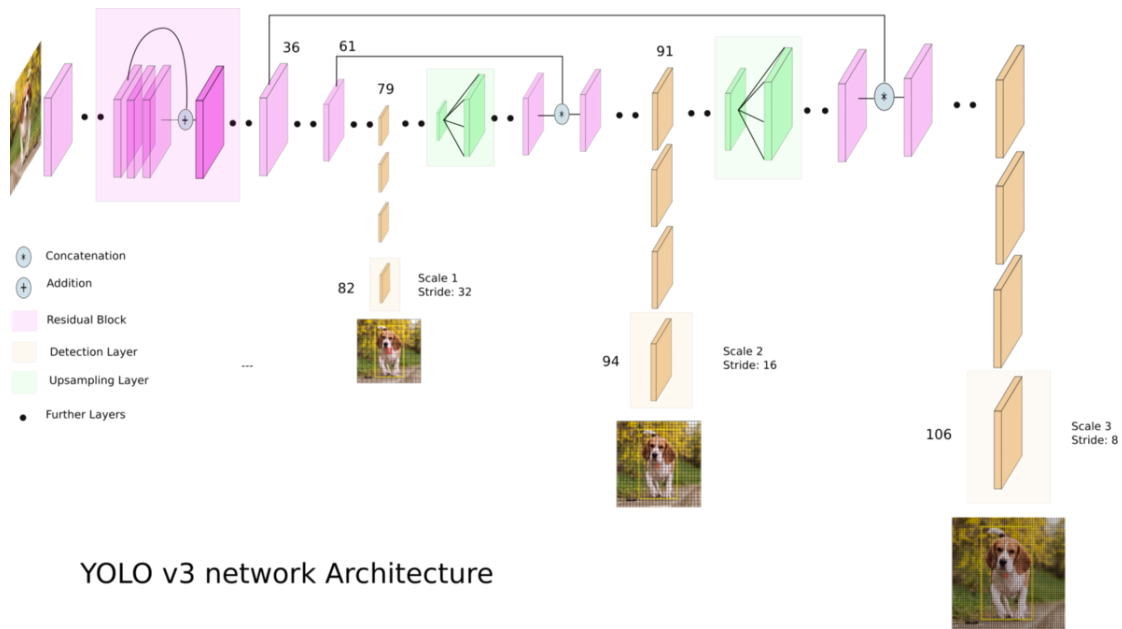 36
61
91
79
*
*
+
Concatenation
*
Addition
+
Residual Block
Detection Layer
Upsampling Layer
Further Layers
---
82
Scale 1
Stride: 32
94
Scale 2
Stride: 16
106
Scale 3
Stride: 8
YOLO v3 network Architecture